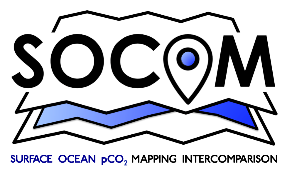 SOCOM
SURFACE OCEAN pCO₂ MAPPING INTERCOMPARISON